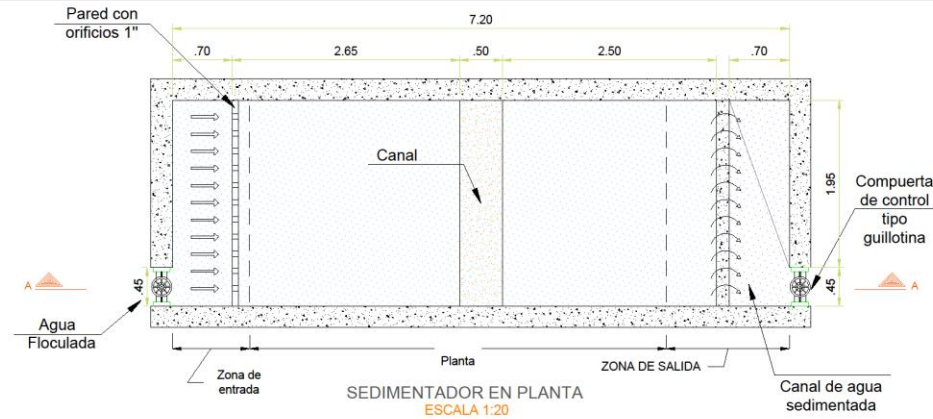 Pared con
orificios 1"
7.20
.70
2.65
.50
2.50
.70
Canal
1.95
Compuerta
de control
tipo
guillotina
A
.45
.45
A
Agua
Floculada
Zona de
entrada
Planta
ZONA DE SALIDA
Canal de agua
sedimentada
SEDIMENTADOR EN PLANTA
ESCALA 1:20